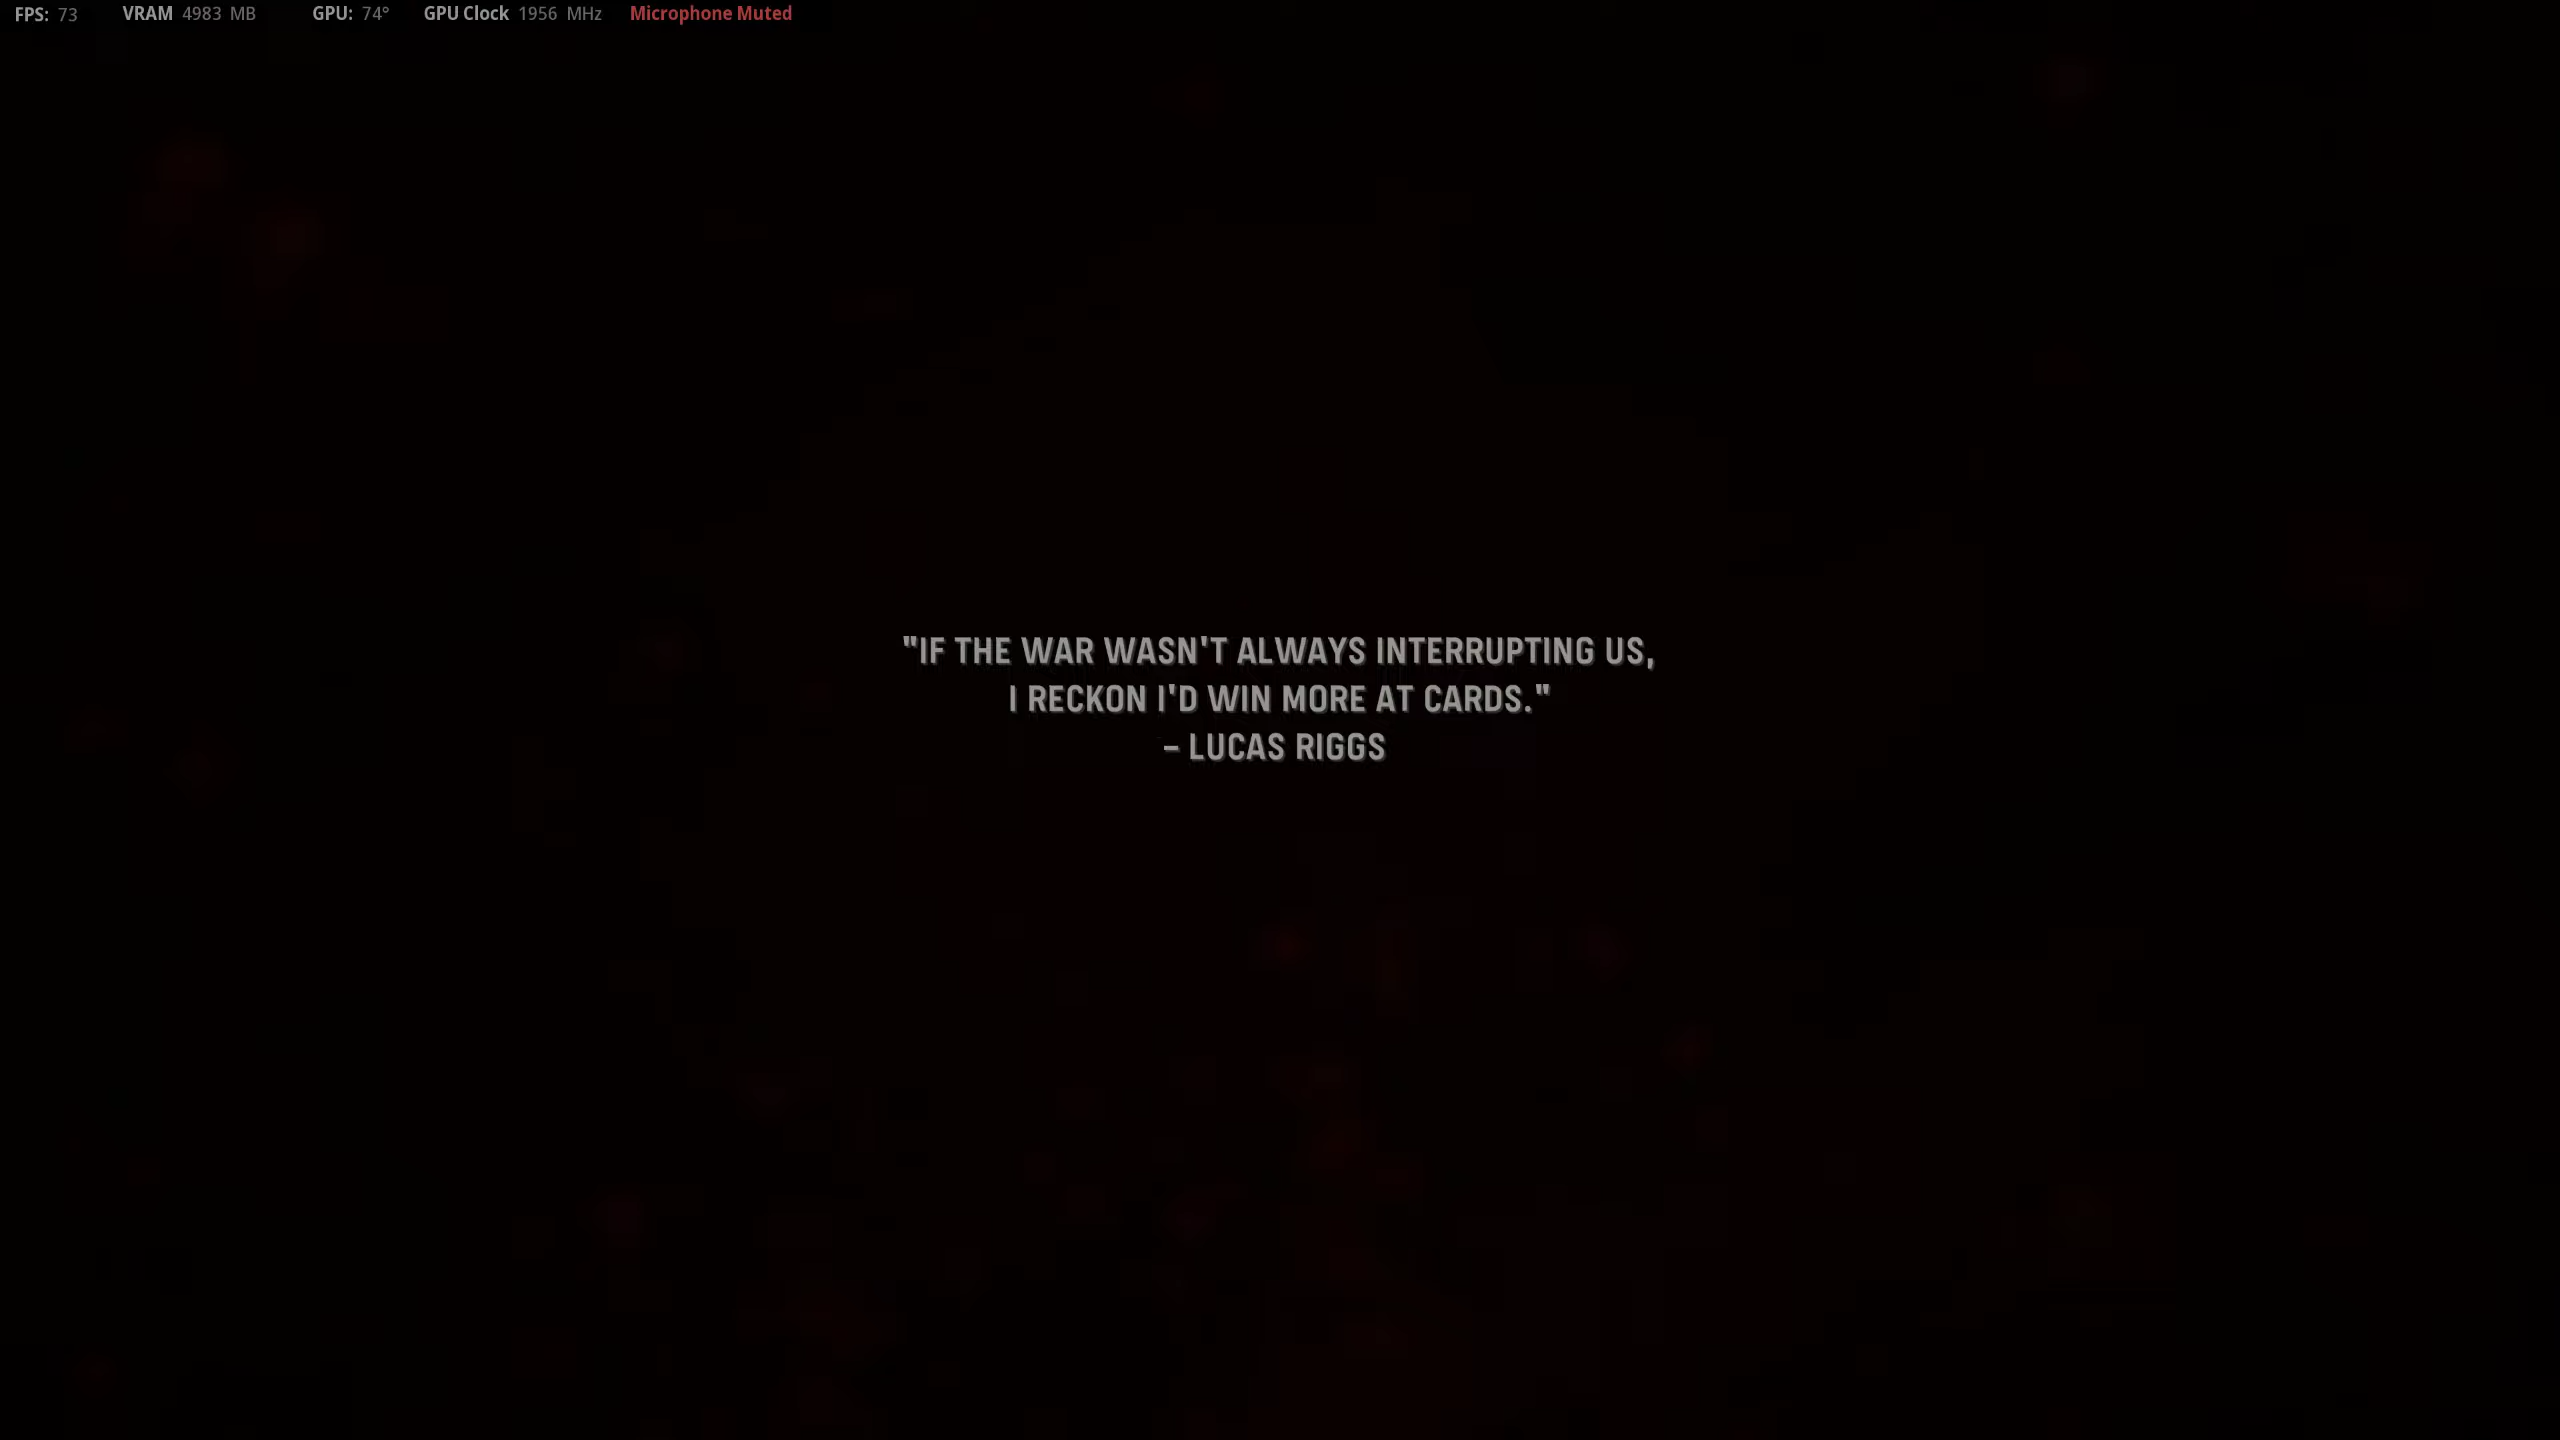 FPS: 73 VRAM 4983 MB GPU: 74° GPU Clock 1956 MHz Microphone Muted
"IF THE WAR WASN'T ALWAYS INTERRUPTING US,
I RECKON I'D WIN MORE AT CARDS."
- LUCAS RIGGS